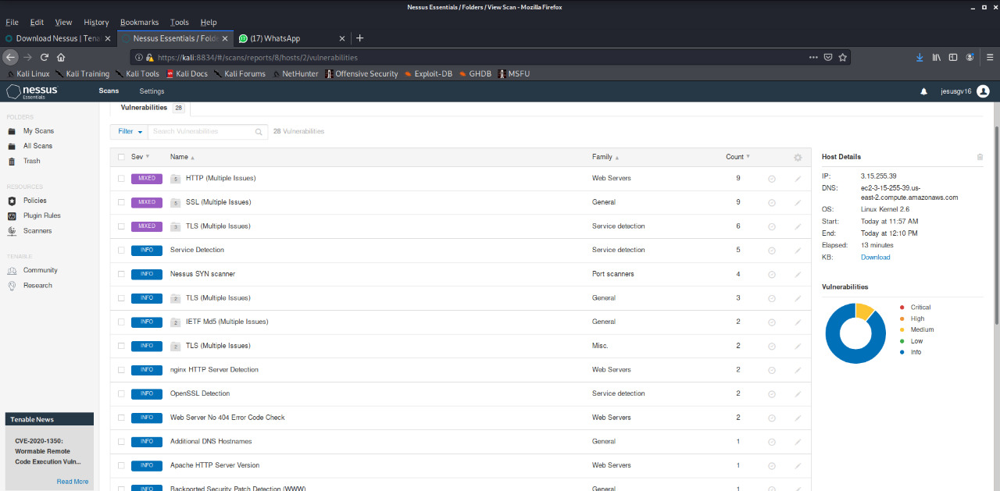 Nessus Essentials / Folders / View Scan - Mozilla Firefox
File Edit View History Bookmarks Tools Help
Download Nessus | Tena Nessus Essentials / Folde (17) WhatsApp
https://kali:8834/#/scans/reports/8/hosts/2/vulnerabilities
Kali Linux Kali Training Kali Tools Kali Docs Kali Forums NetHunter Offensive Security Exploit-DB GHDB MSFU
nessus Essentials Scans Settings jesusgv16
FOLDERS
My Scans
All Scans
Trash
RESOURCES
Policies
Plugin Rules
Scanners
TENABLE
Community
Research
Tenable News
CVE-2020-1350:
Wormable Remote
Code Execution Vuln...
Read More
Vulnerabilities 28
Filter Search Vulnerabilities 28 Vulnerabilities
Sev Name Family Count
MIXED 5 HTTP (Multiple Issues) Web Servers 9
MIXED 5 SSL (Multiple Issues) General 9
MIXED 3 TLS (Multiple Issues) Service detection 6
INFO Service Detection Service detection 5
INFO Nessus SYN scanner Port scanners 4
INFO 2 TLS (Multiple Issues) General 3
INFO 2 IETF Md5 (Multiple Issues) General 2
INFO 2 TLS (Multiple Issues) Misc. 2
INFO nginx HTTP Server Detection Web Servers 2
INFO OpenSSL Detection Service detection 2
INFO Web Server No 404 Error Code Check Web Servers 2
INFO Additional DNS Hostnames General 1
INFO Apache HTTP Server Version Web Servers 1
INFO Backported Security Patch Detection (WWW) General 1
Host Details
IP: 3.15.255.39
DNS: ec2-3-15-255-39.us-
east-2.compute.amazonaws.com
OS: Linux Kernel 2.6
Start: Today at 11:57 AM
End: Today at 12:10 PM
Elapsed: 13 minutes
KB: Download
Vulnerabilities
Critical
High
Medium
Low
Info